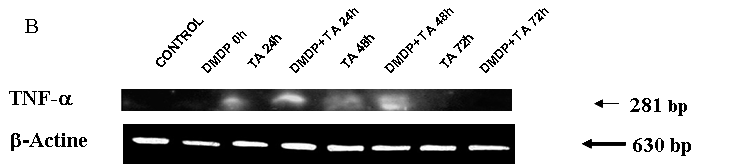 B
CONTROL
DMDP 0h
TA 24h
DMDP+TA 24h
TA 48h
DMDP+TA 48h
TA 72h
DMDP+TA 72h
TNF-α
281 bp
β-Actine
630 bp